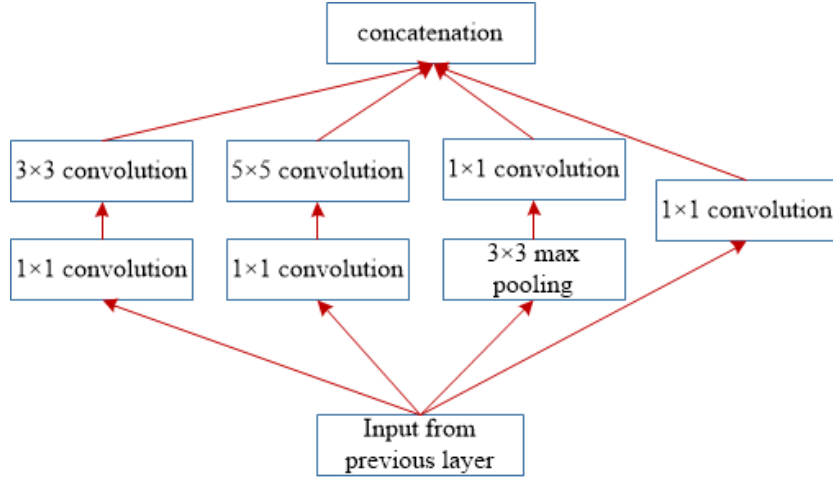 concatenation
3×3 convolution
5×5 convolution
1×1 convolution
1×1 convolution
1×1 convolution
1×1 convolution
3×3 max
pooling
Input from
previous layer